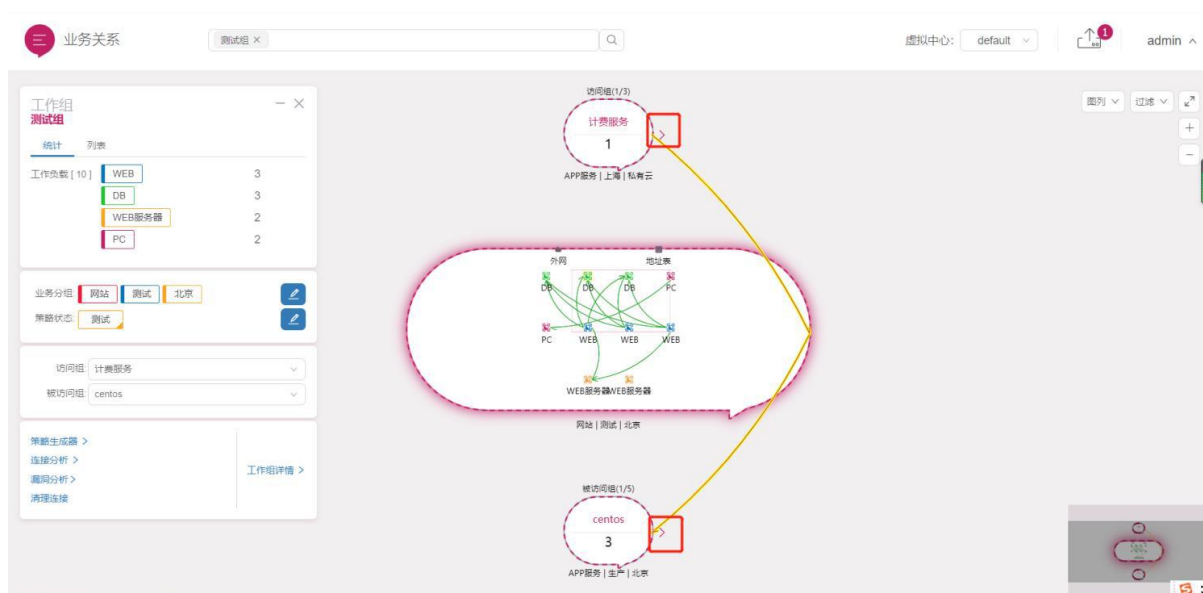 业务关系
测试组 ×
虚拟中心: default
1
admin
工作组
测试组
统计 列表
工作负载 [ 10 ] WEB 3
DB 3
WEB服务器 2
PC 2
业务分组: 网站 测试 北京
策略状态: 测试
访问组: 计费服务
被访问组: centos
策略生成器 >
连接分析 >
漏洞分析 >
清理连接
工作组详情 >
访问组(1/3)
计费服务
1
APP服务 | 上海 | 私有云
外网 地址表
DB DB DB PC
PC WEB WEB WEB
WEB服务器WEB服务器
网站 | 测试 | 北京
被访问组(1/5)
centos
3
APP服务 | 生产 | 北京
图列 过滤
+
−